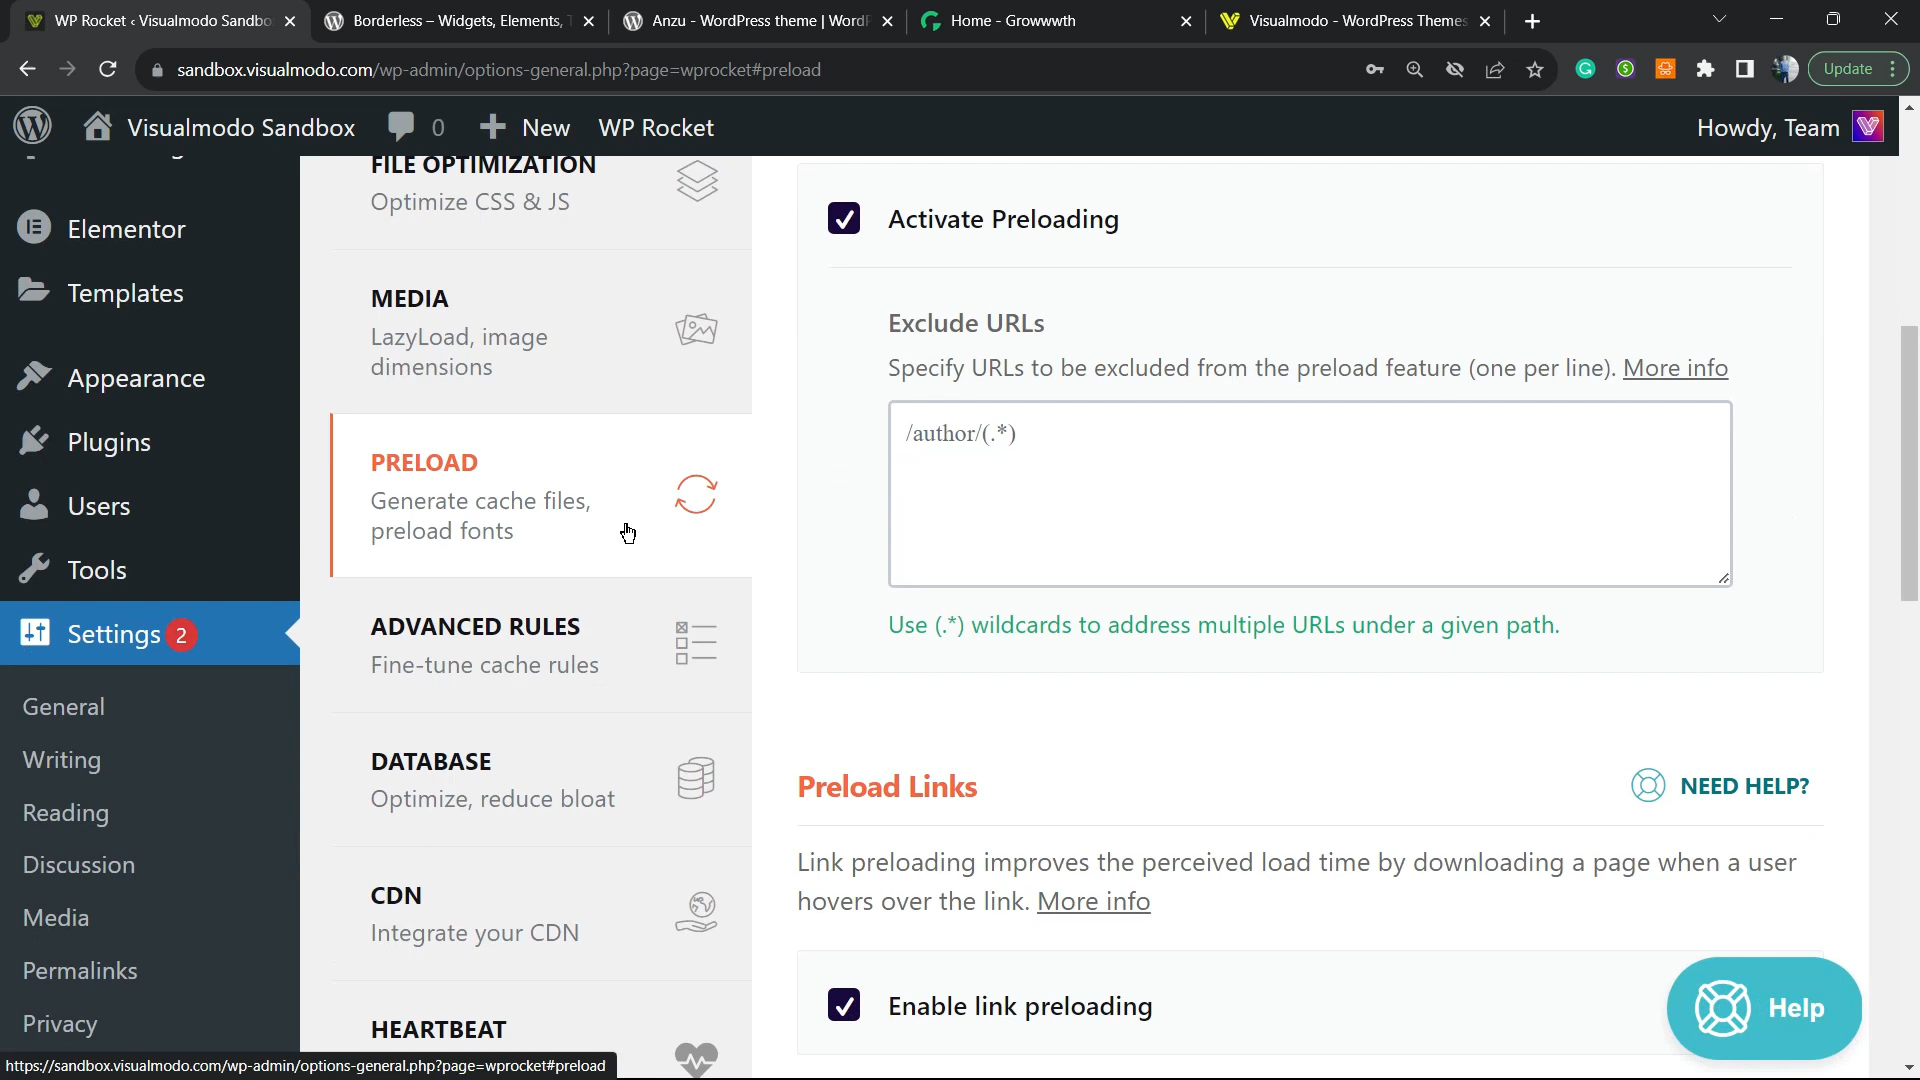 WP Rocket ‹ Visualmodo Sandbo
Borderless – Widgets, Elements, T
Anzu - WordPress theme | WordP
Home - Growwwth
Visualmodo - WordPress Themes
sandbox.visualmodo.com/wp-admin/options-general.php?page=wprocket#preload
Update
Visualmodo Sandbox
0
New
WP Rocket
Howdy, Team
Elementor
Templates
Appearance
Plugins
Users
Tools
Settings 2
General
Writing
Reading
Discussion
Media
Permalinks
Privacy
FILE OPTIMIZATION
Optimize CSS & JS
MEDIA
LazyLoad, image
dimensions
PRELOAD
Generate cache files,
preload fonts
ADVANCED RULES
Fine-tune cache rules
DATABASE
Optimize, reduce bloat
CDN
Integrate your CDN
HEARTBEAT
Activate Preloading
Exclude URLs
Specify URLs to be excluded from the preload feature (one per line). More info
/author/(.*)
Use (.*) wildcards to address multiple URLs under a given path.
Preload Links
NEED HELP?
Link preloading improves the perceived load time by downloading a page when a user
hovers over the link. More info
Enable link preloading
Help
https://sandbox.visualmodo.com/wp-admin/options-general.php?page=wprocket#preload